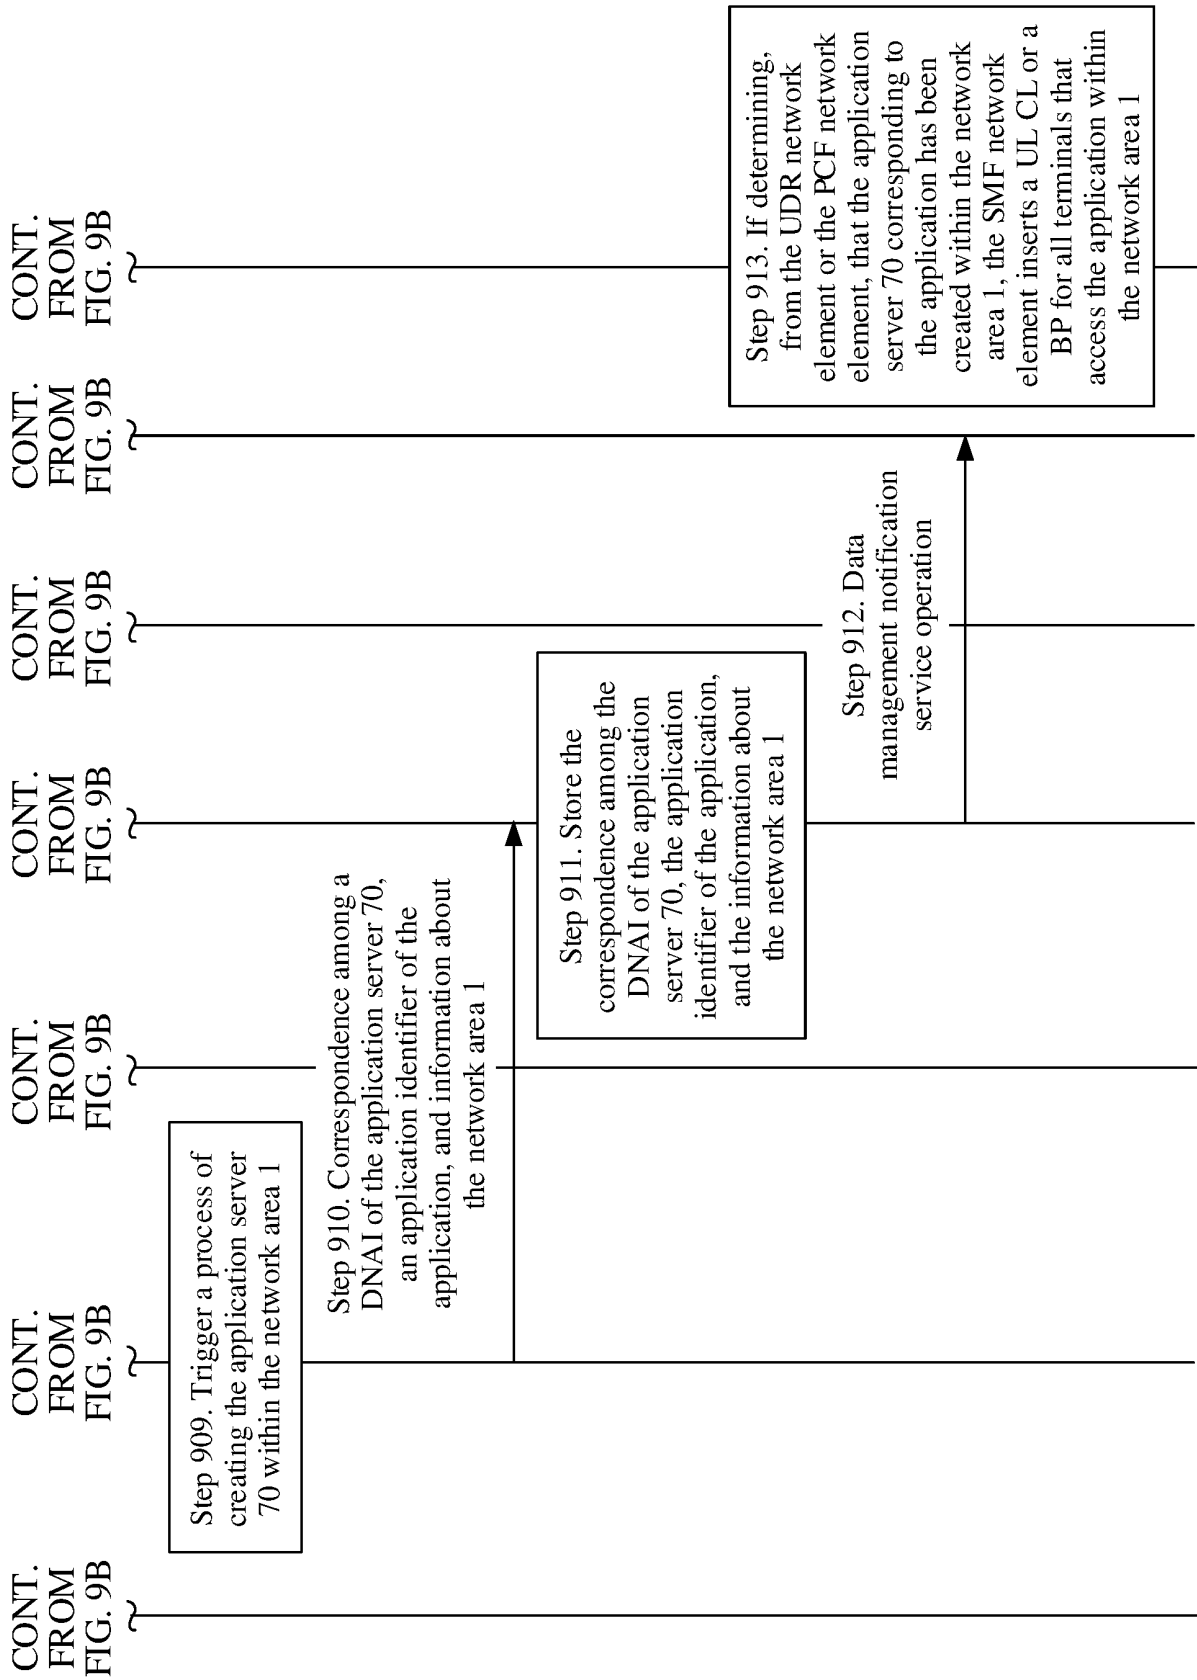 CONT.
FROM
FIG. 9B
CONT.
FROM
FIG. 9B
CONT.
FROM
FIG. 9B
CONT.
FROM
FIG. 9B
CONT.
FROM
FIG. 9B
CONT.
FROM
FIG. 9B
CONT.
FROM
FIG. 9B
Step 909. Trigger a process of
creating the application server
70 within the network area 1
Step 910. Correspondence among a
DNAI of the application server 70,
an application identifier of the
application, and information about
the network area 1
Step 911. Store the
correspondence among the
DNAI of the application
server 70, the application
identifier of the application,
and the information about
the network area 1
Step 912. Data
management notification
service operation
Step 913. If determining,
from the UDR network
element or the PCF network
element, that the application
server 70 corresponding to
the application has been
created within the network
area 1, the SMF network
element inserts a UL CL or a
BP for all terminals that
access the application within
the network area 1